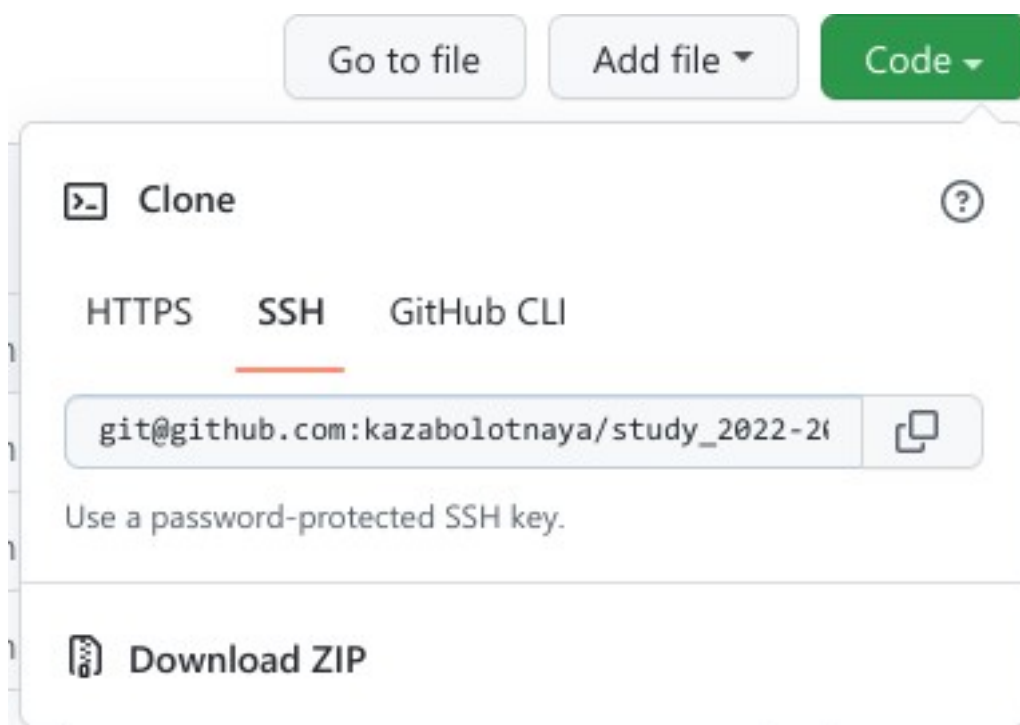 Go to file Add file Code
Clone
HTTPS SSH GitHub CLI
git@github.com:kazabolotnaya/study_2022-2
Use a password-protected SSH key.
Download ZIP